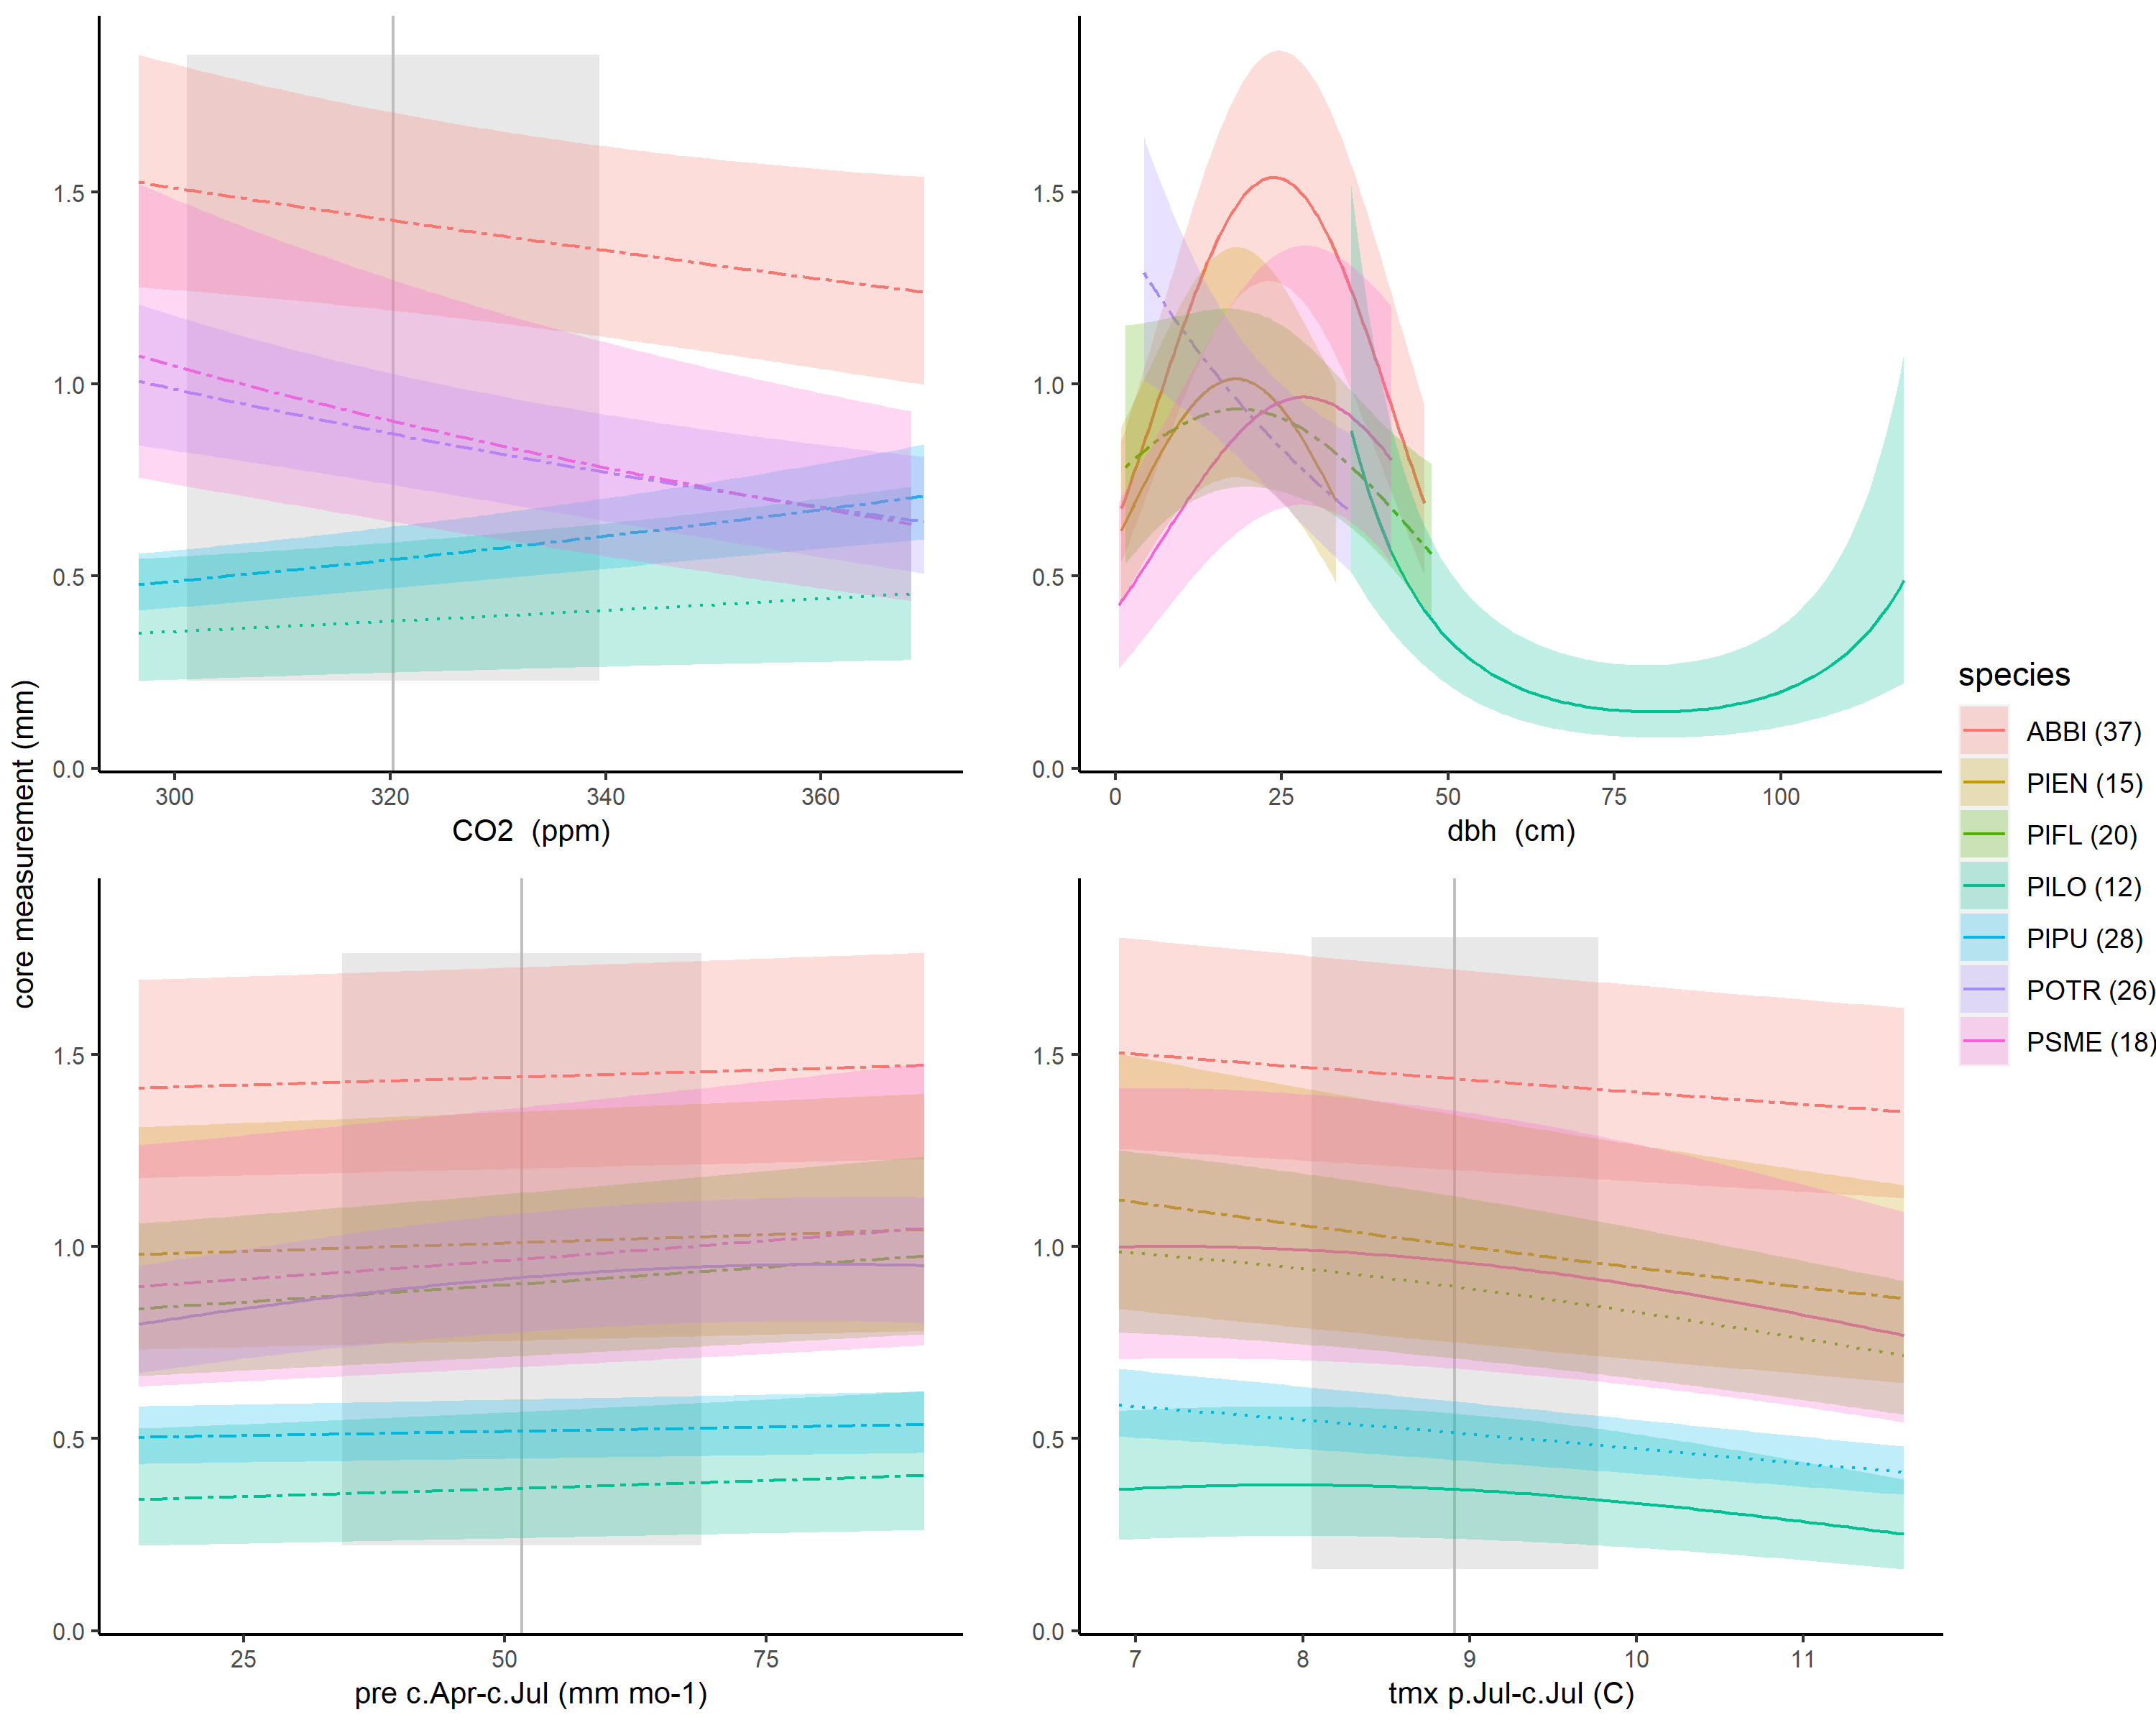 core measurement (mm)
1.5
1.0
0.5
0.0
300 320 340 360
CO2 (ppm)
1.5
1.0
0.5
0.0
0 25 50 75 100
dbh (cm)
1.5
1.0
0.5
0.0
25 50 75
pre c.Apr-c.Jul (mm mo-1)
1.5
1.0
0.5
0.0
7 8 9 10 11
tmx p.Jul-c.Jul (C)
species
ABBI (37)
PIEN (15)
PIFL (20)
PILO (12)
PIPU (28)
POTR (26)
PSME (18)